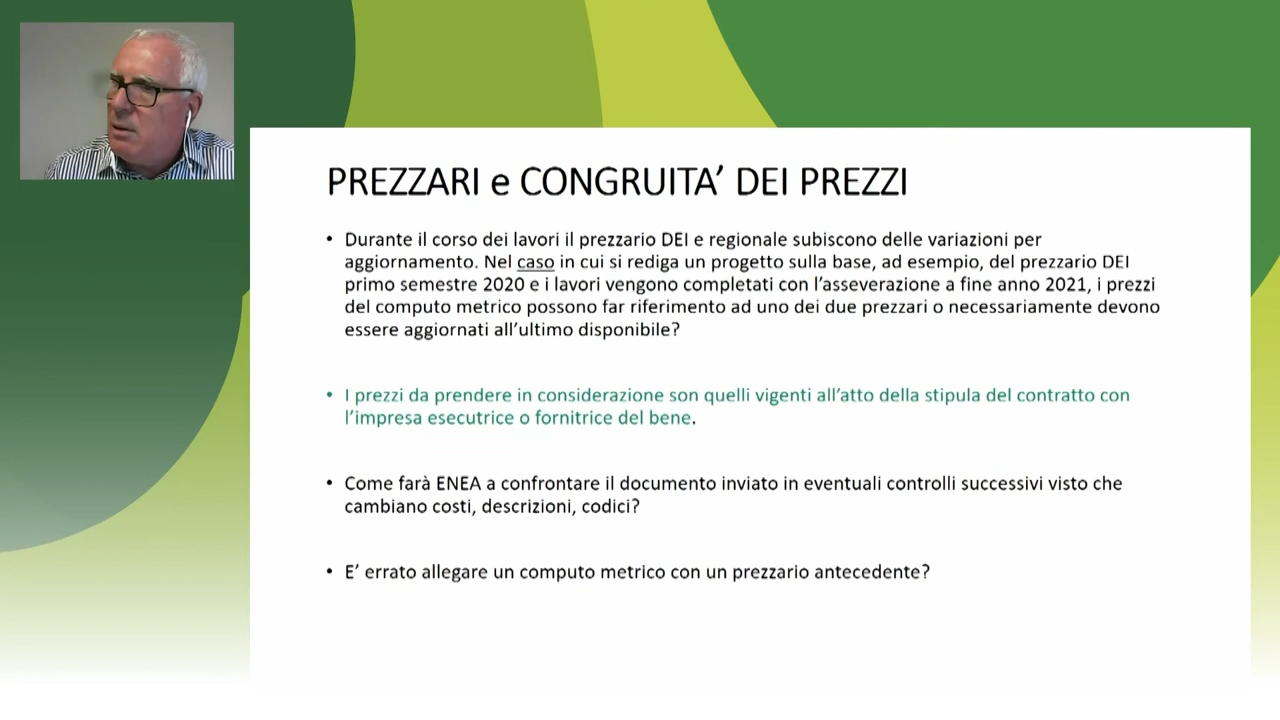 PREZZARI e CONGRUITA’ DEI PREZZI
• Durante il corso dei lavori il prezzario DEI e regionale subiscono delle variazioni per
aggiornamento. Nel caso in cui si rediga un progetto sulla base, ad esempio, del prezzario DEI
primo semestre 2020 e i lavori vengono completati con l’asseverazione a fine anno 2021, i prezzi
del computo metrico possono far riferimento ad uno dei due prezzari o necessariamente devono
essere aggiornati all’ultimo disponibile?
• I prezzi da prendere in considerazione son quelli vigenti all’atto della stipula del contratto con
l’impresa esecutrice o fornitrice del bene.
• Come farà ENEA a confrontare il documento inviato in eventuali controlli successivi visto che
cambiano costi, descrizioni, codici?
• E’ errato allegare un computo metrico con un prezzario antecedente?